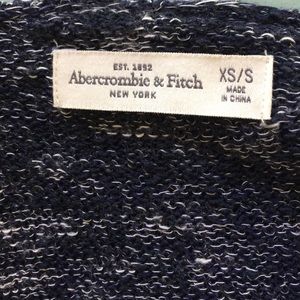 EST. 1892
Abercrombie & Fitch
NEW YORK
XS/S
MADE
IN CHINA